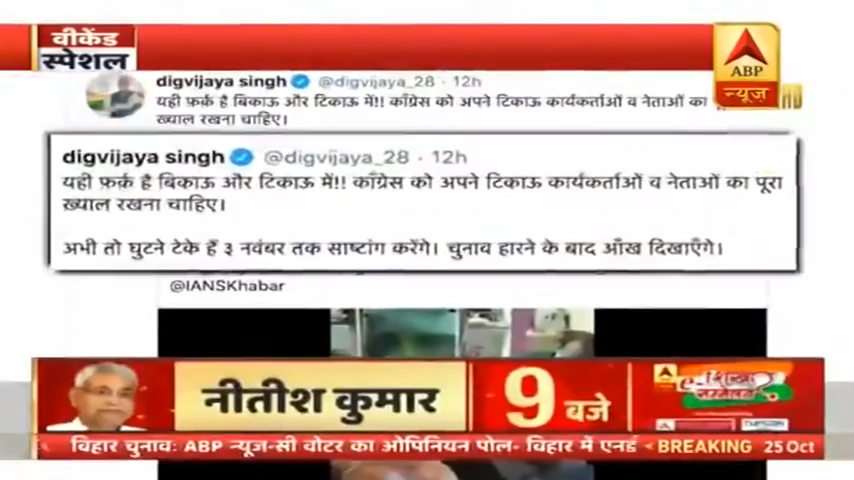 वीकेंड
स्पेशल
ABP
न्यूज़
HD
digvijaya singh @digvijaya_28 · 12h
यही फ़र्क़ है बिकाऊ और टिकाऊ में!! काँग्रेस को अपने टिकाऊ कार्यकर्ताओं व नेताओं का
ख़्याल रखना चाहिए।
digvijaya singh @digvijaya_28 · 12h
यही फ़र्क़ है बिकाऊ और टिकाऊ में!! काँग्रेस को अपने टिकाऊ कार्यकर्ताओं व नेताओं का पूरा
ख़्याल रखना चाहिए।
अभी तो घुटने टेके हैं ३ नवंबर तक साष्टांग करेंगे। चुनाव हारने के बाद आँख दिखाएँगे।
@IANSKhabar
नीतीश कुमार
9 बजे
बिहार चुनाव: ABP न्यूज़-सी वोटर का ओपिनियन पोल- बिहार में एनड
BREAKING 25 Oct